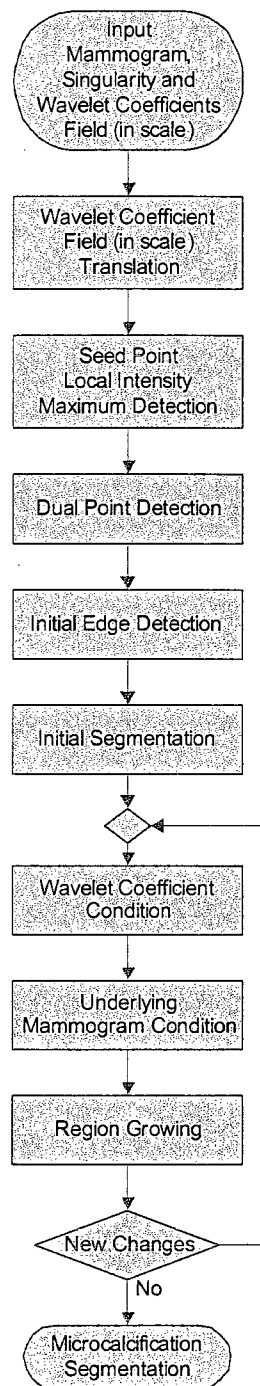 Input
Mammogram,
Singularity and
Wavelet Coefficients
Field (in scale)
Wavelet Coefficient
Field (in scale)
Translation
Seed Point
Local Intensity
Maximum Detection
Dual Point Detection
Initial Edge Detection
Initial Segmentation
Wavelet Coefficient
Condition
Underlying
Mammogram Condition
Region Growing
New Changes
No
Microcalcification
Segmentation